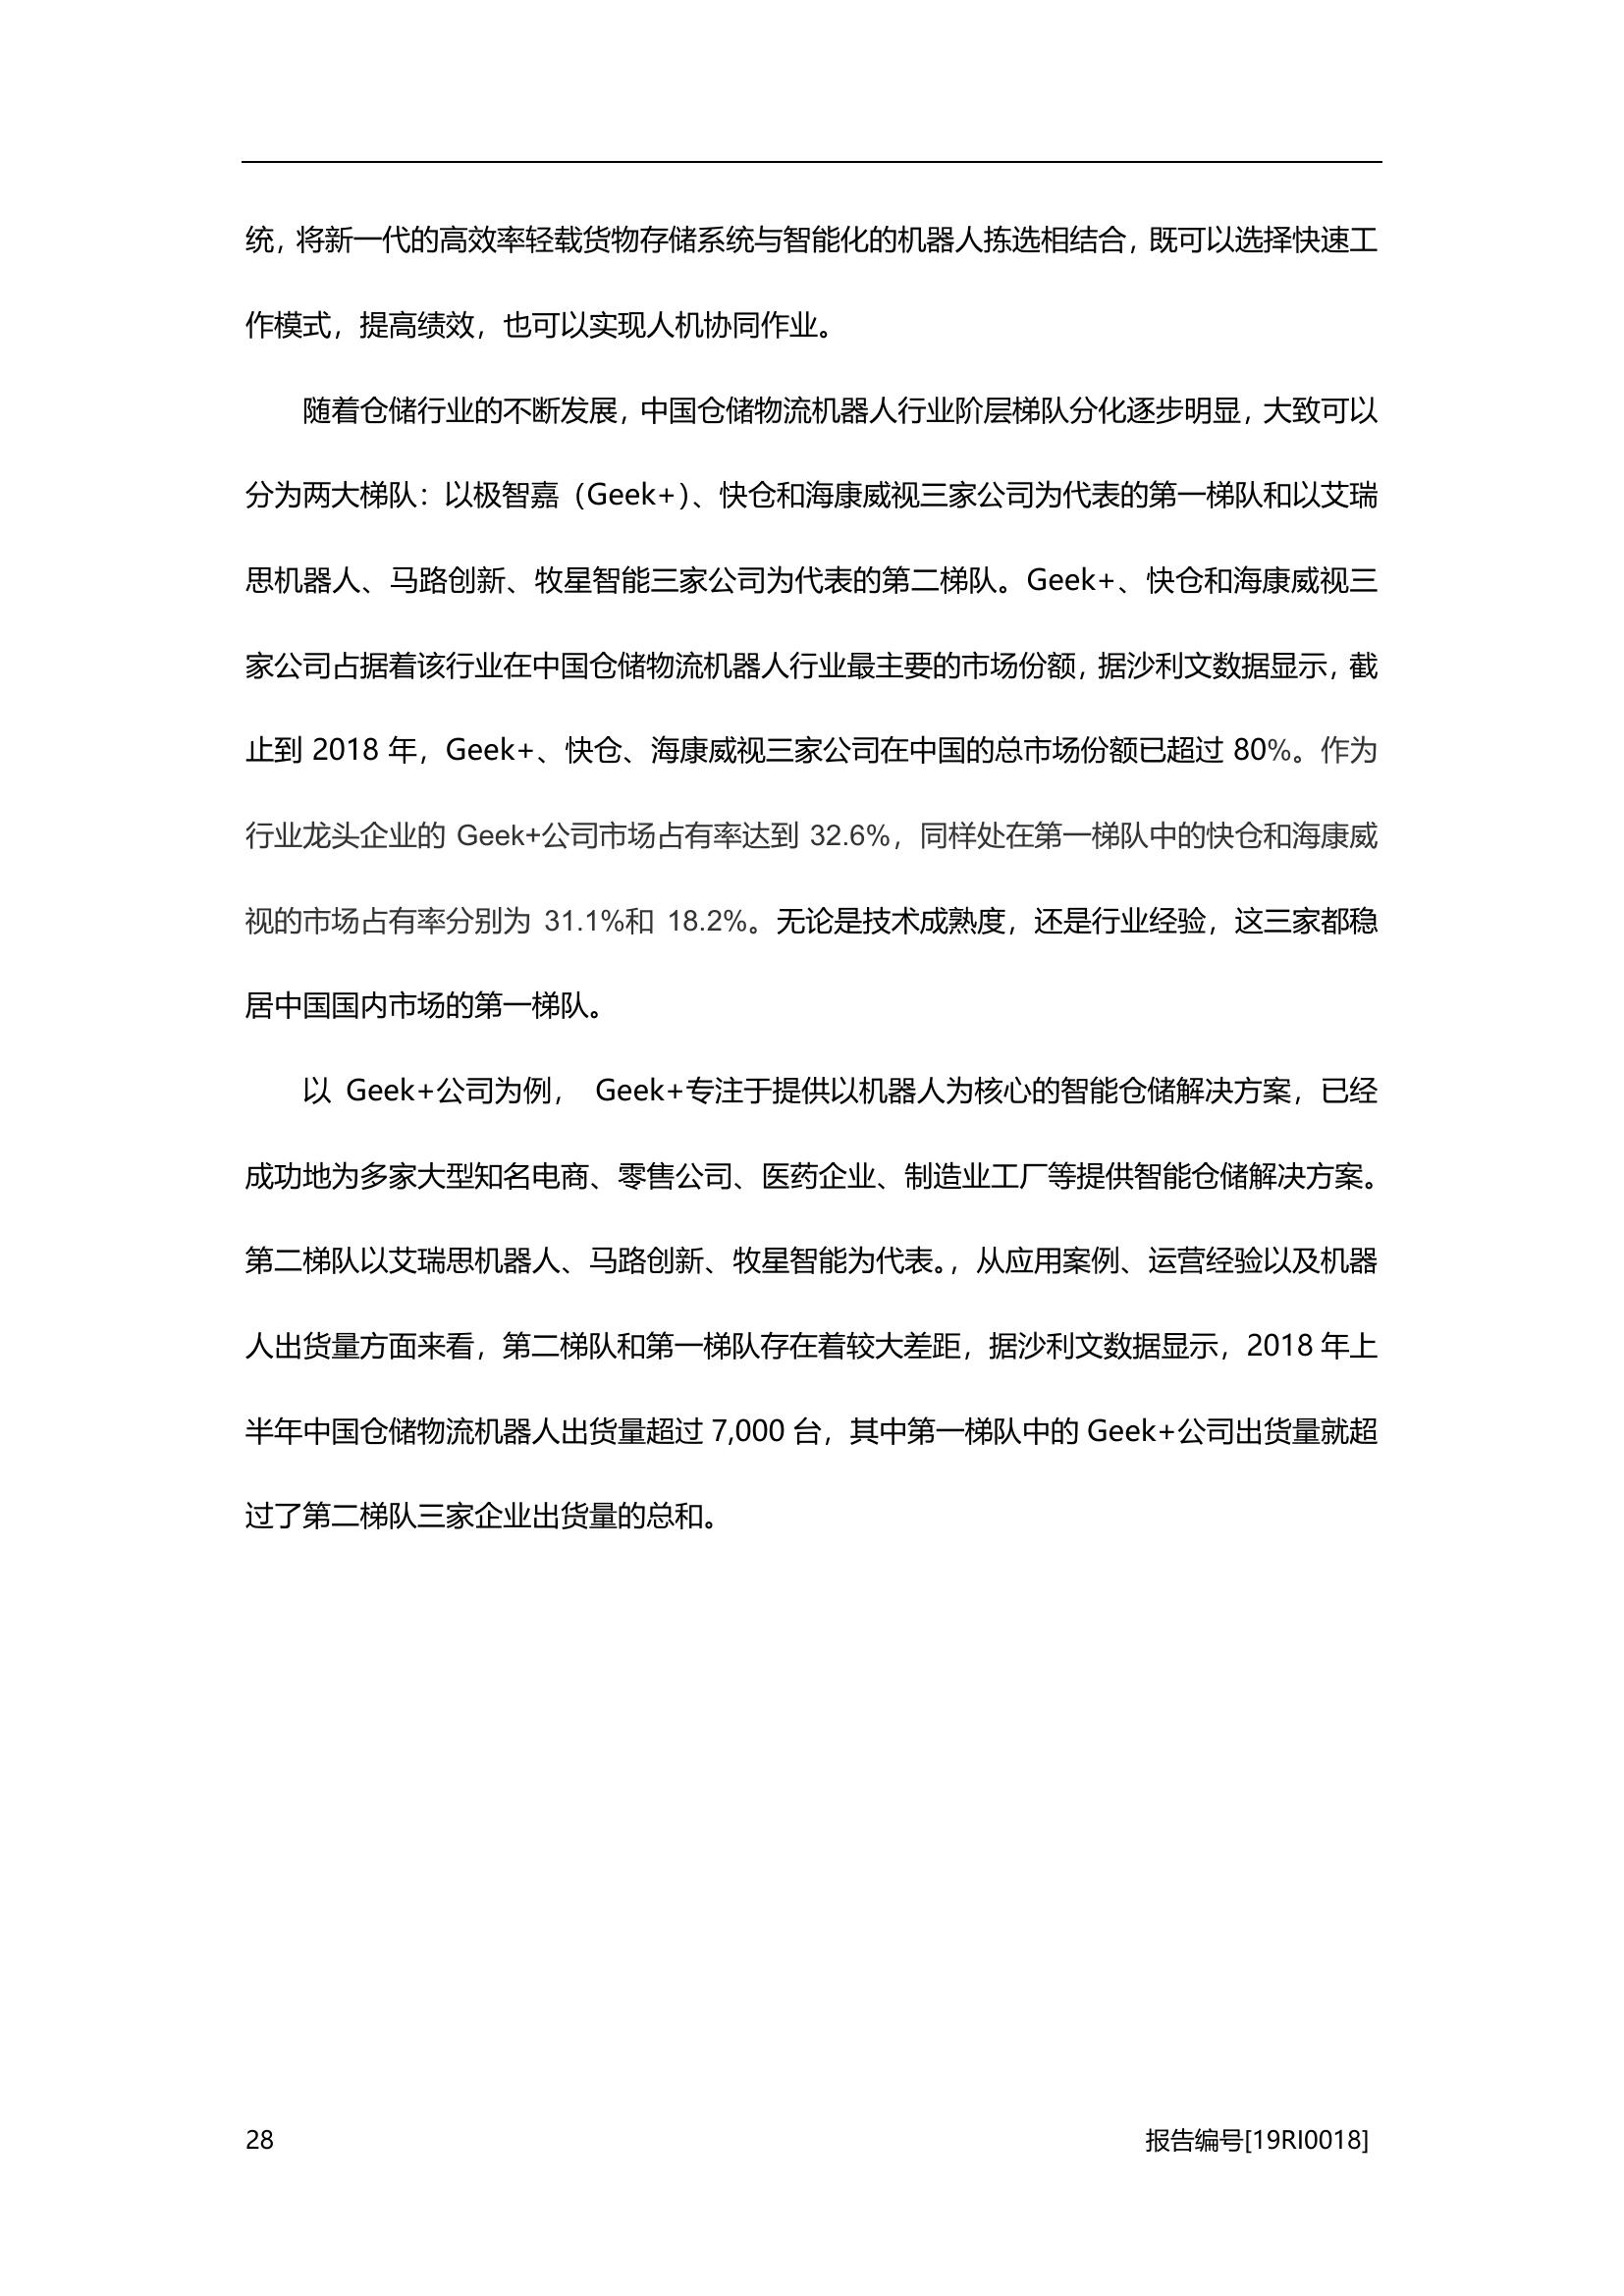 统，将新一代的高效率轻载货物存储系统与智能化的机器人拣选相结合，既可以选择快速工
作模式，提高绩效，也可以实现人机协同作业。
随着仓储行业的不断发展，中国仓储物流机器人行业阶层梯队分化逐步明显，大致可以
分为两大梯队：以极智嘉（Geek+）、快仓和海康威视三家公司为代表的第一梯队和以艾瑞
思机器人、马路创新、牧星智能三家公司为代表的第二梯队。Geek+、快仓和海康威视三
家公司占据着该行业在中国仓储物流机器人行业最主要的市场份额，据沙利文数据显示，截
止到 2018 年，Geek+、快仓、海康威视三家公司在中国的总市场份额已超过 80%。作为
行业龙头企业的 Geek+公司市场占有率达到 32.6%，同样处在第一梯队中的快仓和海康威
视的市场占有率分别为 31.1%和 18.2%。无论是技术成熟度，还是行业经验，这三家都稳
居中国国内市场的第一梯队。
以 Geek+公司为例， Geek+专注于提供以机器人为核心的智能仓储解决方案，已经
成功地为多家大型知名电商、零售公司、医药企业、制造业工厂等提供智能仓储解决方案。
第二梯队以艾瑞思机器人、马路创新、牧星智能为代表。，从应用案例、运营经验以及机器
人出货量方面来看，第二梯队和第一梯队存在着较大差距，据沙利文数据显示，2018 年上
半年中国仓储物流机器人出货量超过 7,000 台，其中第一梯队中的 Geek+公司出货量就超
过了第二梯队三家企业出货量的总和。
28 报告编号[19RI0018]